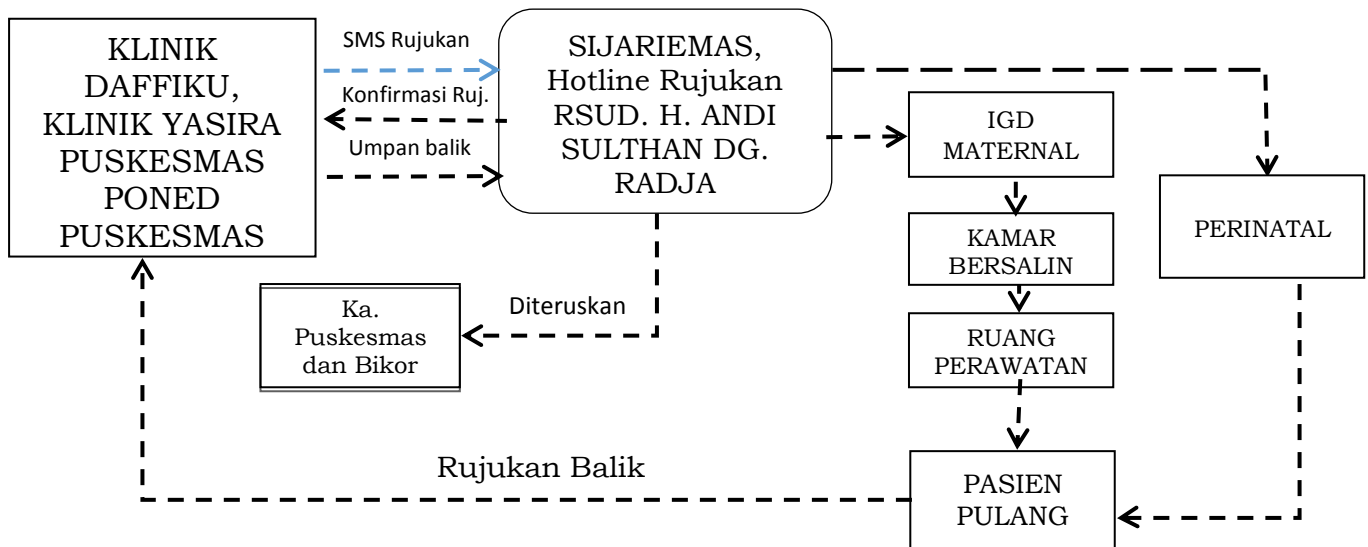 KLINIK
DAFFIKU,
KLINIK YASIRA
PUSKESMAS
PONED
PUSKESMAS
SMS Rujukan
Konfirmasi Ruj.
Umpan balik
SIJARIEMAS,
Hotline Rujukan
RSUD. H. ANDI
SULTHAN DG.
RADJA
IGD
MATERNAL
KAMAR
BERSALIN
RUANG
PERAWATAN
PERINATAL
Ka.
Puskesmas
dan Bikor
Diteruskan
Rujukan Balik
PASIEN
PULANG